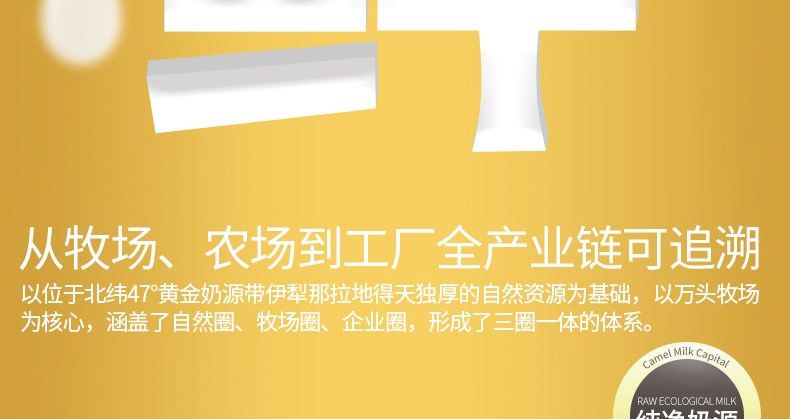 从牧场、农场到工厂全产业链可追溯
以位于北纬47°黄金奶源带伊犁那拉地得天独厚的自然资源为基础，以万头牧场
为核心，涵盖了自然圈、牧场圈、企业圈，形成了三圈一体的体系。
Camel Milk Capital
RAW ECOLOGICAL MILK
纯净奶源